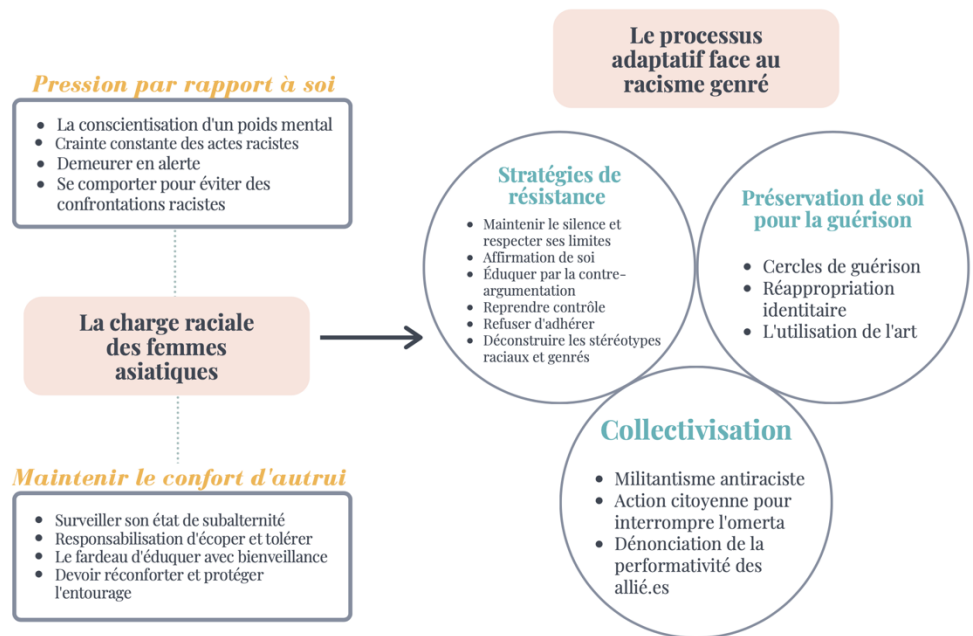 Pression par rapport à soi
• La conscientisation d'un poids mental
• Crainte constante des actes racistes
• Demeurer en alerte
• Se comporter pour éviter des
confrontations racistes
La charge raciale
des femmes
asiatiques
Maintenir le confort d'autrui
• Surveiller son état de subalternité
• Responsabilisation d'écoper et tolérer
• Le fardeau d'éduquer avec bienveillance
• Devoir réconforter et protéger
l'entourage
Le processus
adaptatif face au
racisme genré
Stratégies de
résistance
• Maintenir le silence et
respecter ses limites
• Affirmation de soi
• Éduquer par la contre-
argumentation
• Reprendre contrôle
• Refuser d'adhérer
• Déconstruire les stéréotypes
raciaux et genrés
Préservation de soi
pour la guérison
• Cercles de guérison
• Réappropriation
identitaire
• L'utilisation de l'art
Collectivisation
• Militantisme antiraciste
• Action citoyenne pour
interrompre l'omerta
• Dénonciation de la
performativité des
allié.es